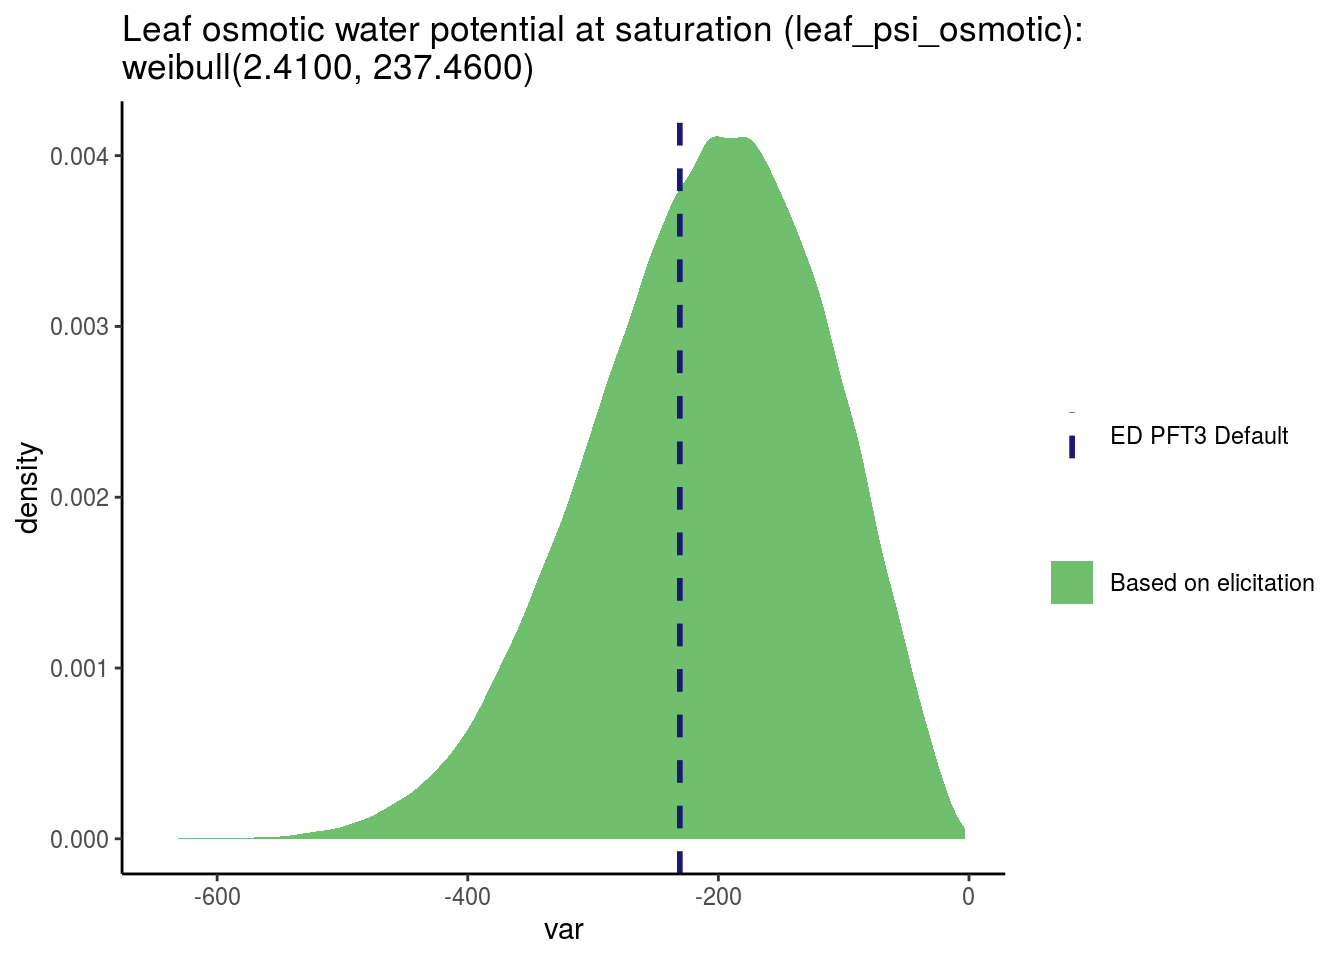 Leaf osmotic water potential at saturation (leaf_psi_osmotic):
weibull(2.4100, 237.4600)
0.004
0.003
0.002
0.001
0.000
density
-600
-400
-200
0
var
ED PFT3 Default
Based on elicitation